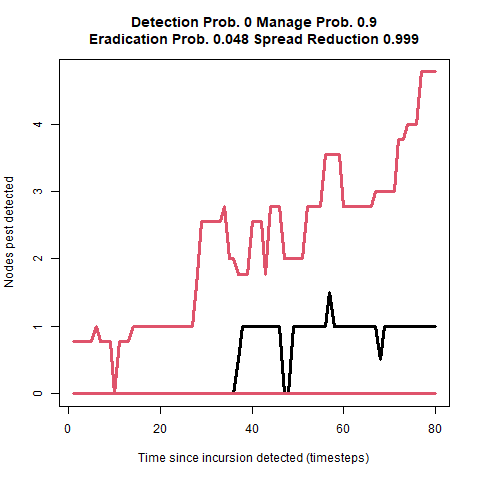 Detection Prob. 0 Manage Prob. 0.9
Eradication Prob. 0.048 Spread Reduction 0.999
Nodes pest detected
4
3
2
1
0
0
20
40
60
80
Time since incursion detected (timesteps)